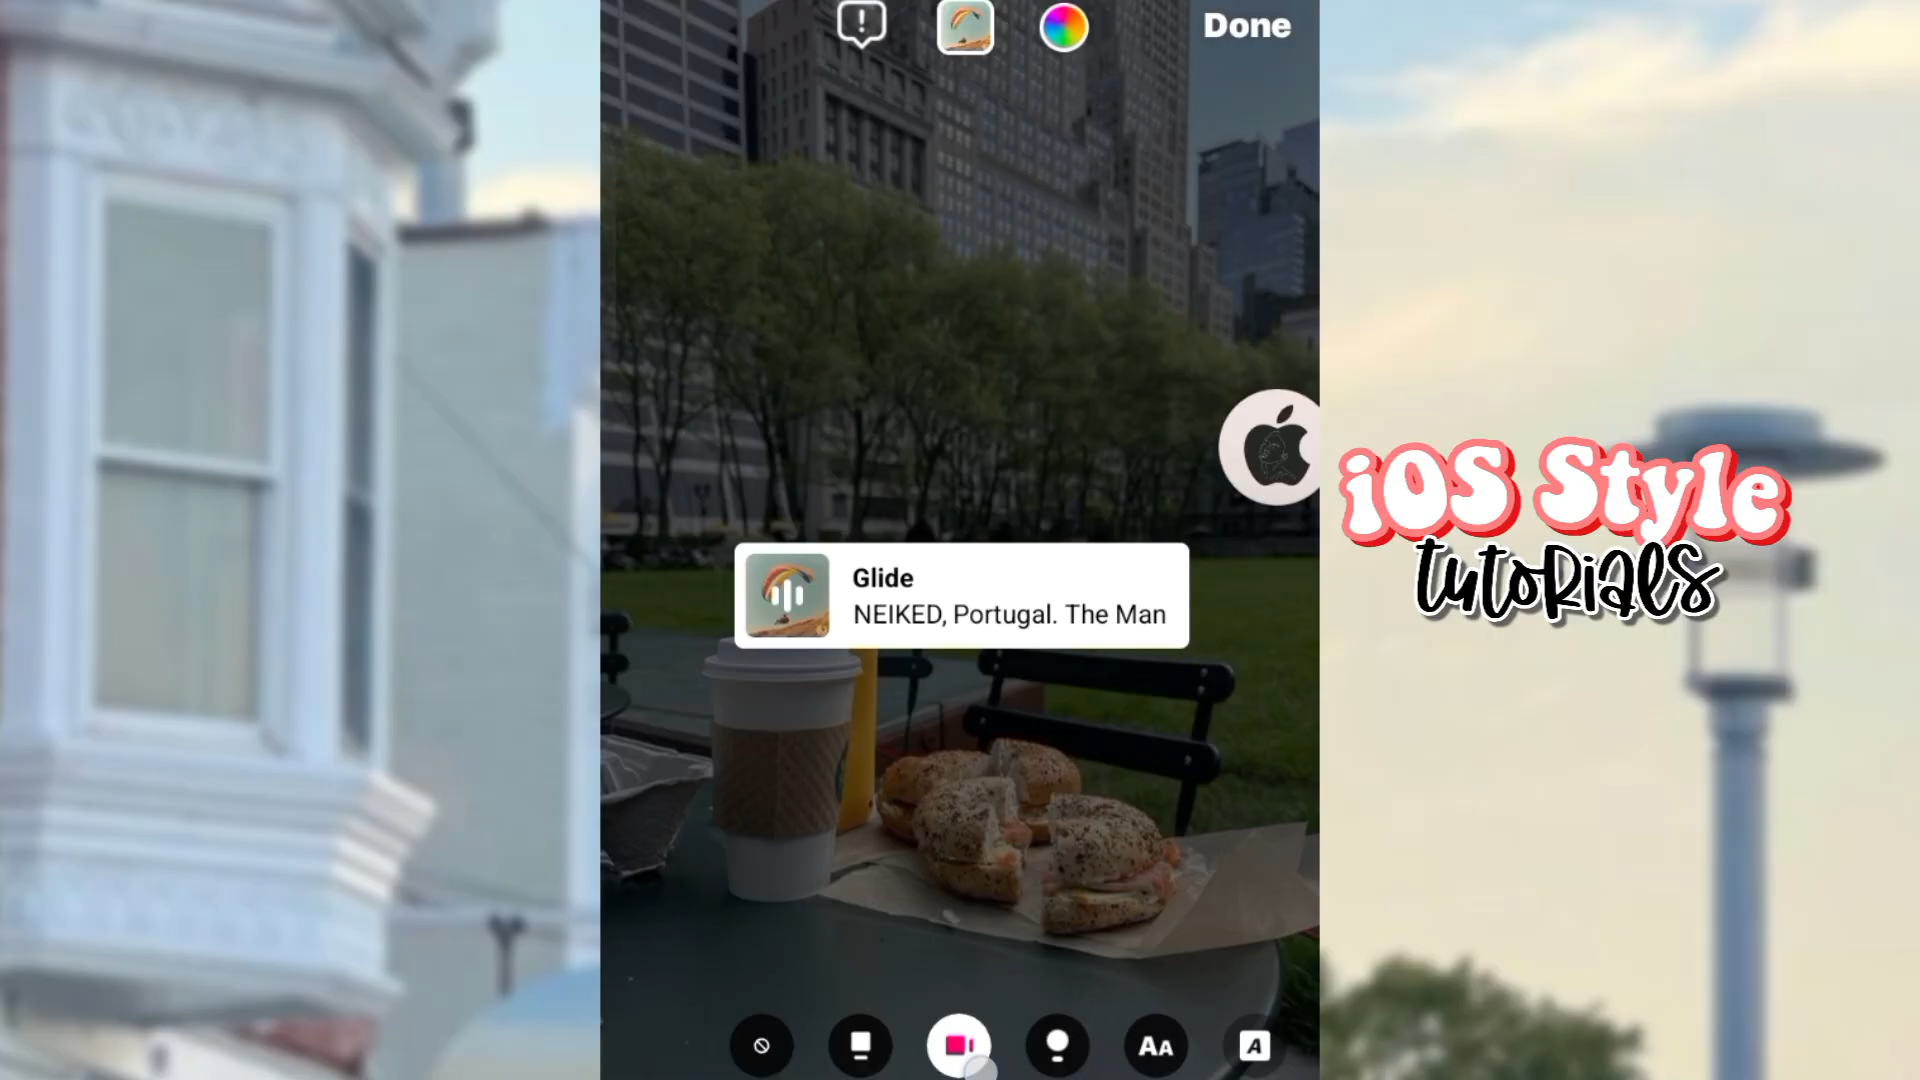 Done
Glide
NEIKED, Portugal. The Man
iOS Style
tutorials
AA
A